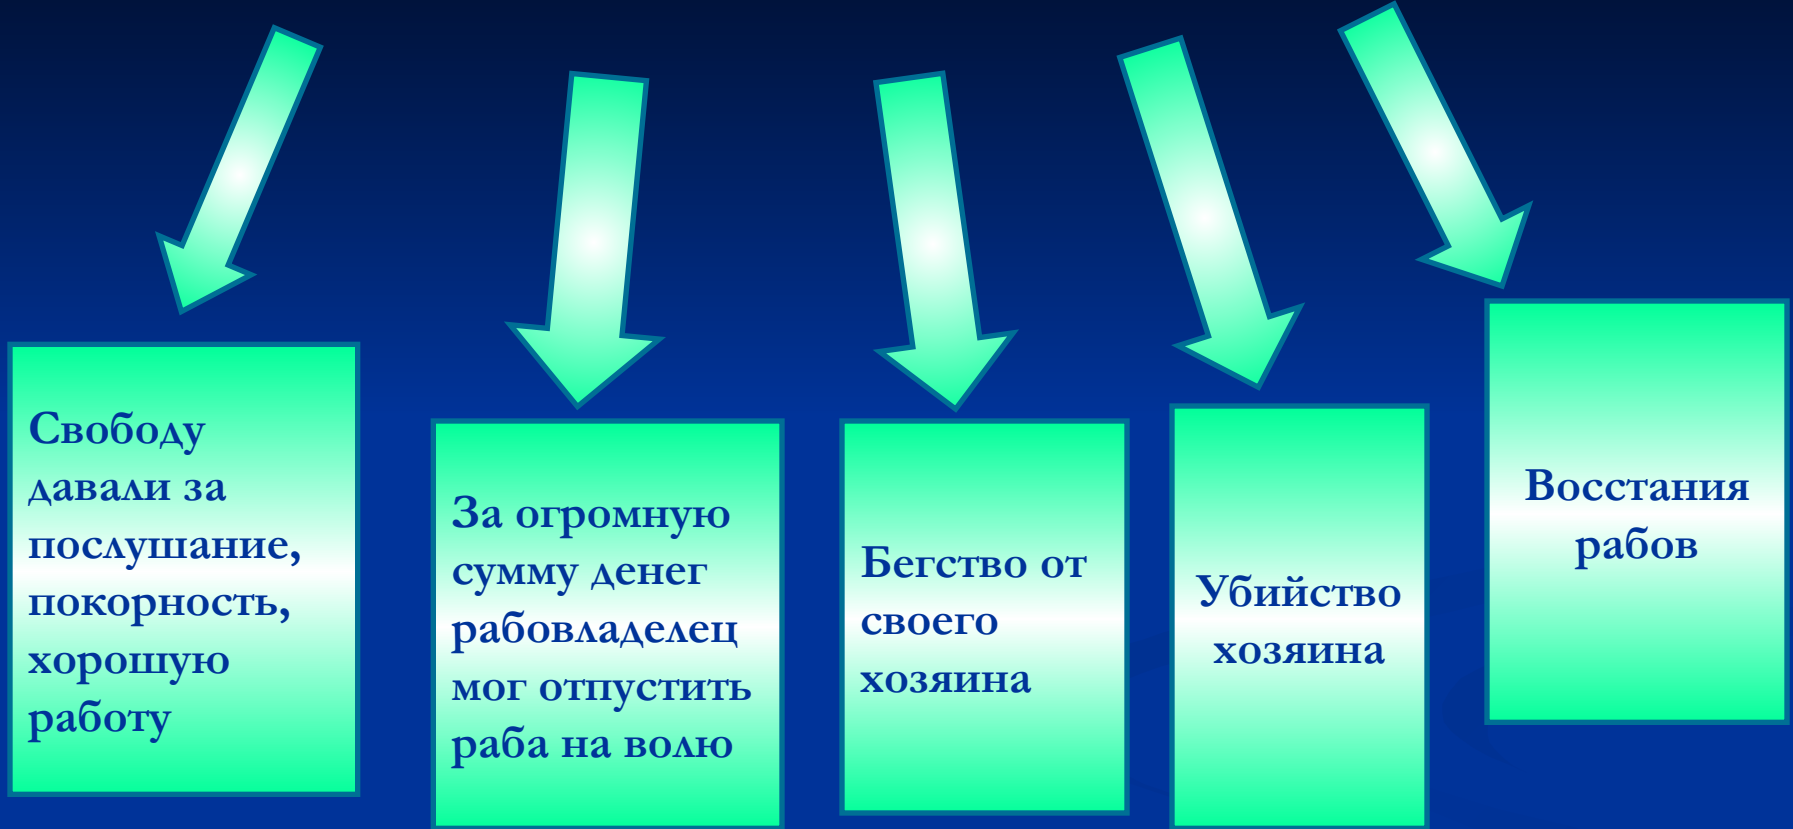 Свободу
давали за
послушание,
покорность,
хорошую
работу
За огромную
сумму денег
рабовладелец
мог отпустить
раба на волю
Бегство от
своего
хозяина
Убийство
хозяина
Восстания
рабов